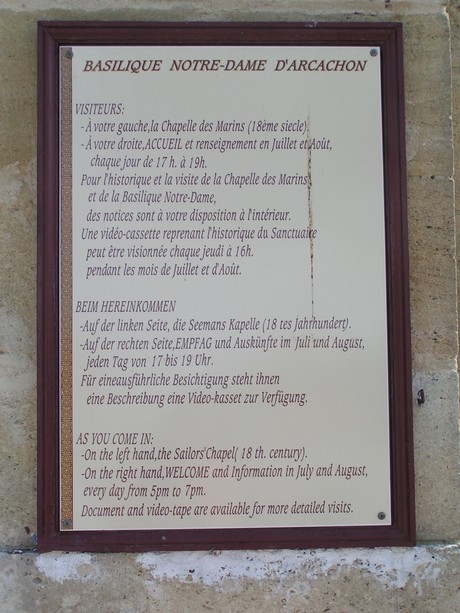 BASILIQUE NOTRE-DAME D'ARCACHON
VISITEURS:
-À votre gauche,la Chapelle des Marins (18ème siecle)
-À votre droite,ACCUEIL et renseignement en Juillet et Août,
chaque jour de 17 h. à 19h.
Pour l'historique et la visite de la Chapelle des Marins
et de la Basilique Notre-Dame,
des notices sont à votre disposition à l'intérieur.
Une vidéo-cassette reprenant l'historique du Sanctuaire
peut être visionnée chaque jeudi à 16h.
pendant les mois de Juillet et d'Août.
BEIM HEREINKOMMEN
-Auf der linken Seite, die Seemans Kapelle (18 tes Jahrhundert).
-Auf der rechten Seite,EMPFAG und Auskünfte im Juli und August,
jeden Tag von 17 bis 19 Uhr.
Für eineausführliche Besichtigung steht ihnen
eine Beschreibung eine Video-kasset zur Verfügung.
AS YOU COME IN:
-On the left hand,the Sailors'Chapel( 18 th. century).
-On the right hand,WELCOME and Information in July and August,
every day from 5pm to 7pm.
Document and video-tape are available for more detailed visits.